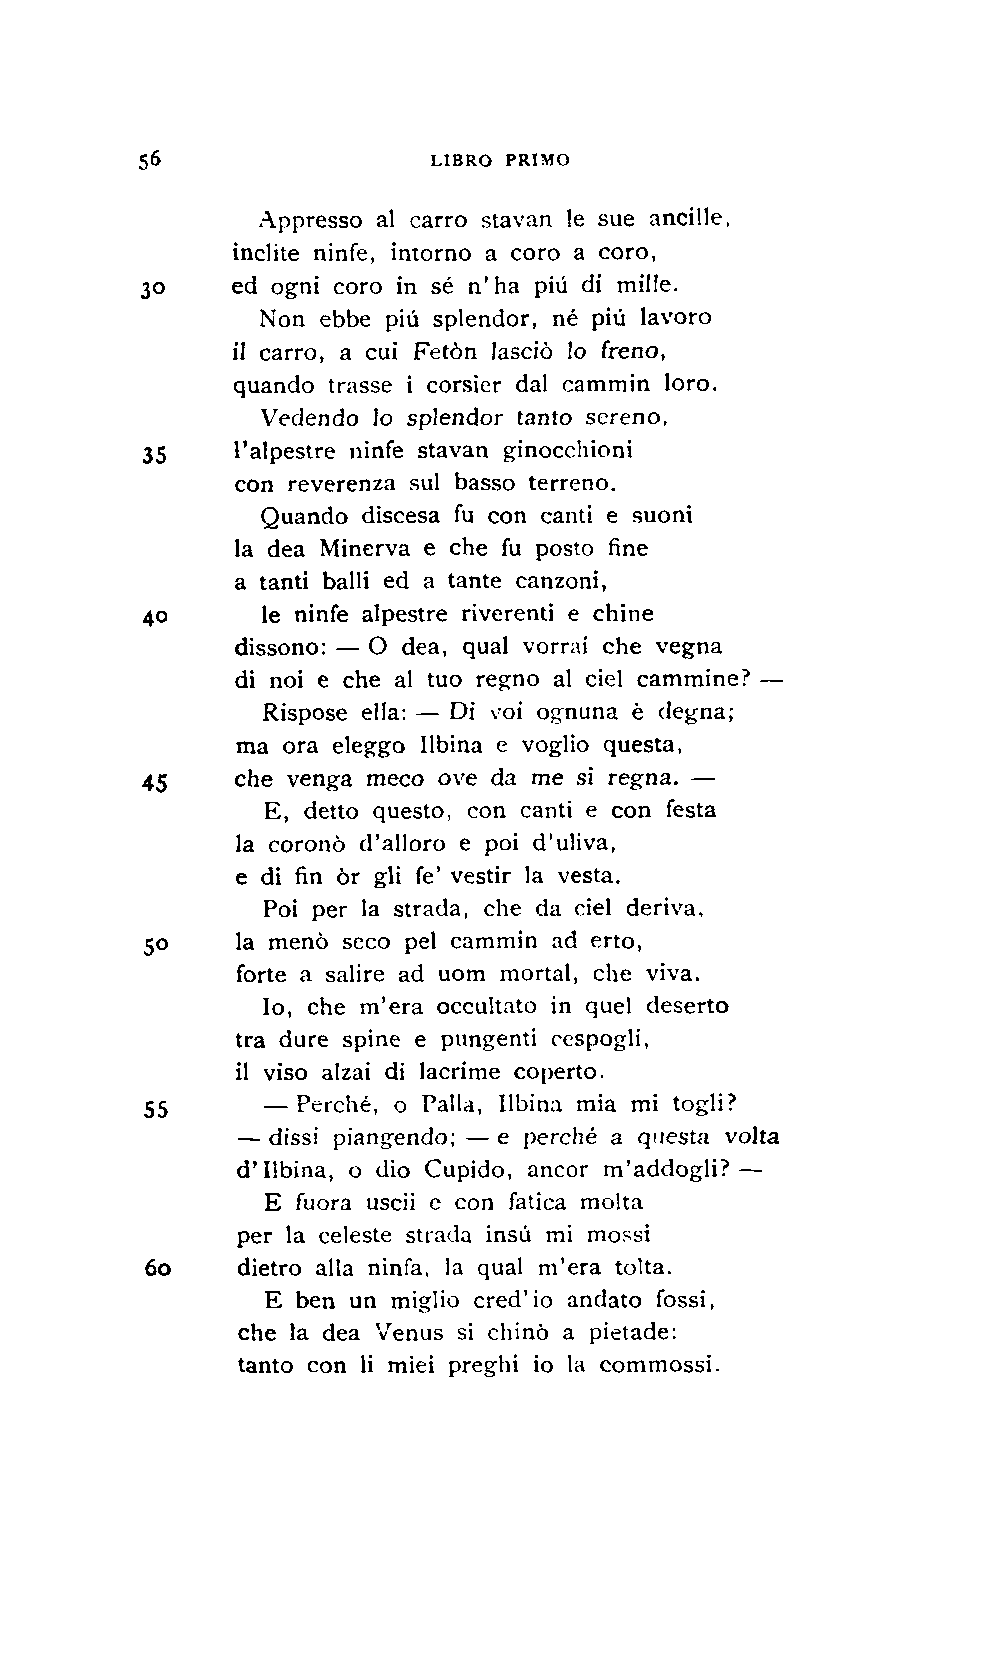 56 LIBRO PRIMO
Appresso al carro stavan le sue ancille,
inclite ninfe, intorno a coro a coro,
30 ed ogni coro in sé n'ha piú di mille.
Non ebbe piú splendor, né piú lavoro
il carro, a cui Fetòn lasciò lo freno,
quando trasse i corsier dal cammin loro.
Vedendo lo splendor tanto sereno,
35 l'alpestre ninfe stavan ginocchioni
con reverenza sul basso terreno.
Quando discesa fu con canti e suoni
la dea Minerva e che fu posto fine
a tanti balli ed a tante canzoni,
40 le ninfe alpestre riverenti e chine
dissono: — O dea, qual vorrai che vegna
di noi e che al tuo regno al ciel cammine? —
Rispose ella: — Di voi ognuna è degna;
ma ora eleggo Ilbina e voglio questa,
45 che venga meco ove da me si regna. —
E, detto questo, con canti e con festa
la coronò d'alloro e poi d'uliva,
e di fin òr gli fe' vestir la vesta.
Poi per la strada, che da ciel deriva,
50 la menò seco pel cammin ad erto,
forte a salire ad uom mortal, che viva.
Io, che m'era occultato in quel deserto
tra dure spine e pungenti cespogli,
il viso alzai di lacrime coperto.
55 — Perché, o Palla, Ilbina mia mi togli?
— dissi piangendo; — e perché a questa volta
d'Ilbina, o dio Cupido, ancor m'addogli? —
E fuora uscii e con fatica molta
per la celeste strada insú mi mossi
60 dietro alla ninfa, la qual m'era tolta.
E ben un miglio cred'io andato fossi,
che la dea Venus si chinò a pietade:
tanto con li miei preghi io la commossi.